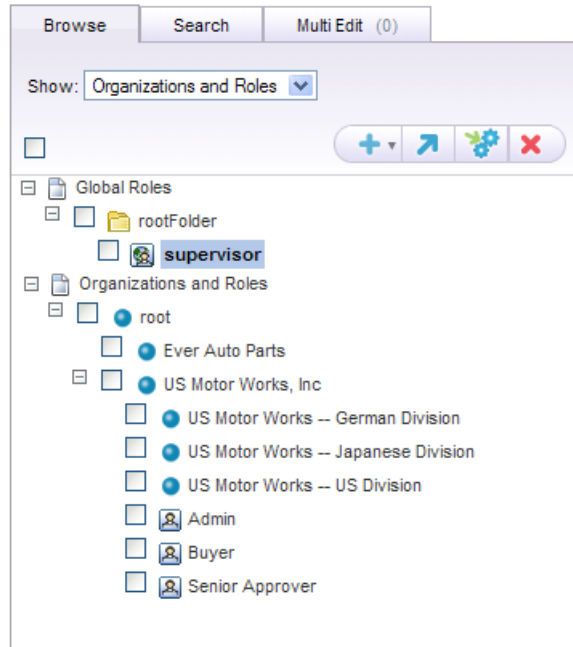 Browse Search Multi Edit (0)
Show: Organizations and Roles
Global Roles
rootFolder
supervisor
Organizations and Roles
root
Ever Auto Parts
US Motor Works, Inc
US Motor Works -- German Division
US Motor Works -- Japanese Division
US Motor Works -- US Division
Admin
Buyer
Senior Approver